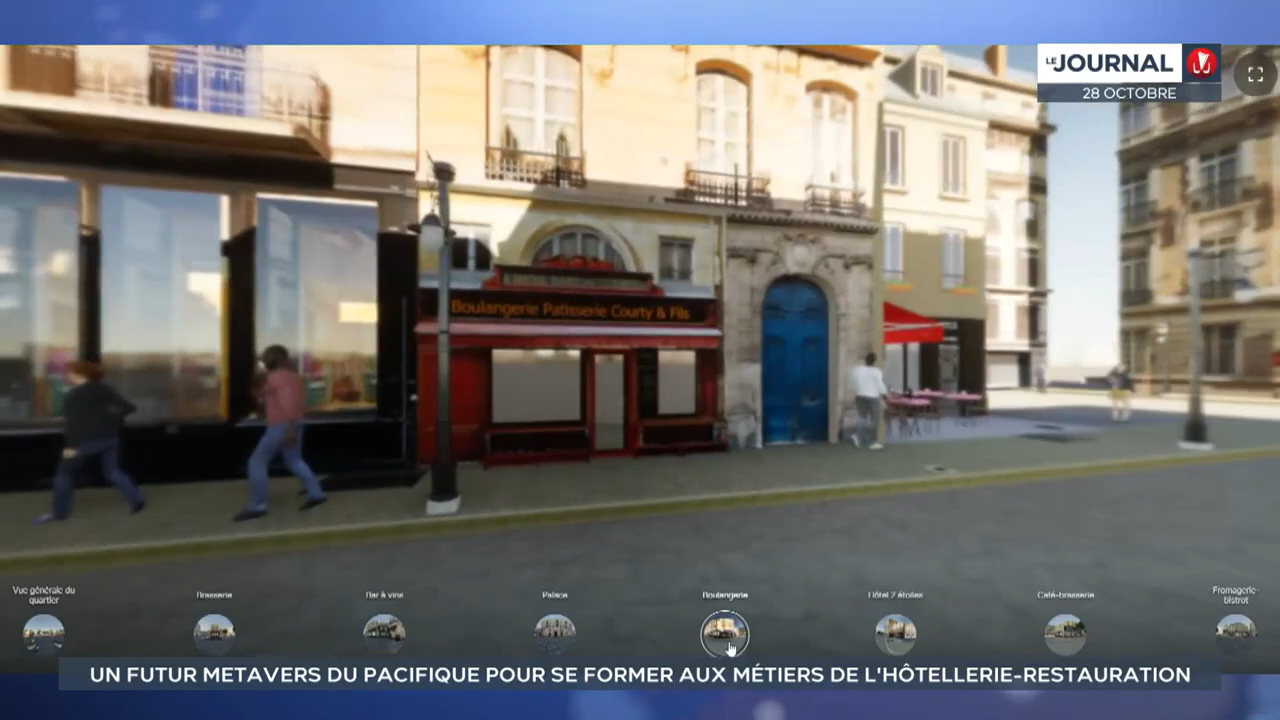 LE JOURNAL
28 OCTOBRE
Boulangerie Patisserie Courty & Fils
Vue générale du
quartier
Brasserie
Bar à vins
Palace
Boulangerie
Hôtel 2 étoiles
Café-brasserie
Fromagerie-
bistrot
UN FUTUR METAVERS DU PACIFIQUE POUR SE FORMER AUX MÉTIERS DE L'HÔTELLERIE-RESTAURATION